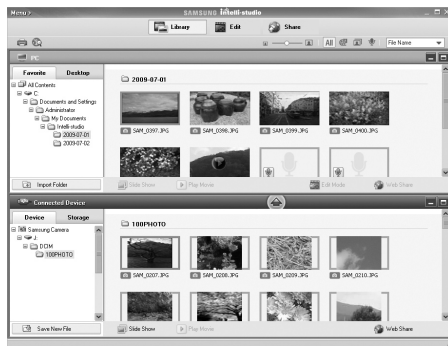 Menu >
SAMSUNG intelli-studio
Library
Edit
Share
All
File Name
PC
Favorite
Desktop
All Contents
C:
Documents and Settings
Administrator
My Documents
Intelli-studio
2009-07-01
2009-07-02
Import Folder
2009-07-01
SAM_0397.JPG
SAM_0398.JPG
SAM_0399.JPG
SAM_0400.JPG
Slide Show
Play Movie
Edit Mode
Web Share
Connected Device
Device
Storage
Samsung Camera
J:
DCIM
100PHOTO
Save New File
100PHOTO
SAM_0207.JPG
SAM_0208.JPG
SAM_0209.JPG
SAM_0210.JPG
Slide Show
Play Movie
Web Share